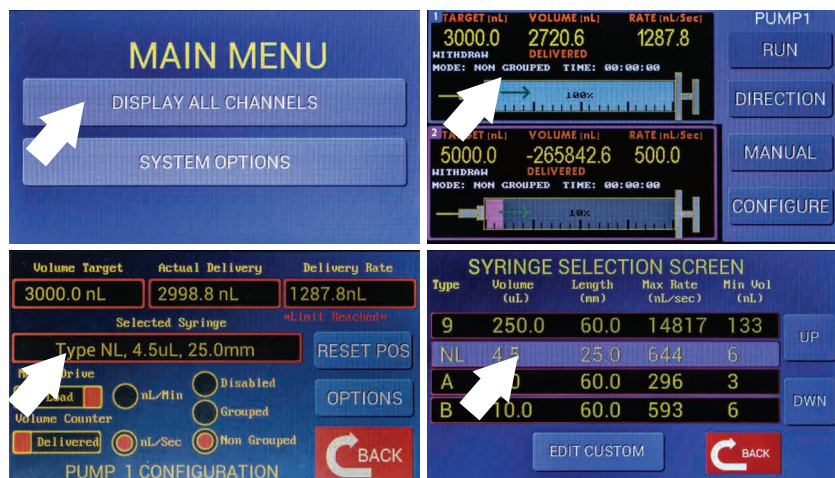 MAIN MENU
DISPLAY ALL CHANNELS
SYSTEM OPTIONS
1 TARGET (nL) VOLUME (nL) RATE (nL/Sec)
3000.0 2720.6 1287.8
WITHDRAW DELIVERED
MODE: NON GROUPED TIME: 00:00:00
100%
2 VOLUME (nL) RATE (nL/Sec)
5000.0 -265842.6 500.0
WITHDRAW DELIVERED
MODE: NON GROUPED TIME: 00:00:00
10%
PUMP1
RUN
DIRECTION
MANUAL
CONFIGURE
Volume Target Actual Delivery Delivery Rate
3000.0 nL 2998.8 nL 1287.8nL
*Limit Reached*
Selected Syringe
Type NL, 4.5uL, 25.0mm RESET POS
Drive
Load nL/Min Disabled
Grouped OPTIONS
Volume Counter
Delivered nL/Sec Non Grouped
BACK
PUMP 1 CONFIGURATION
SYRINGE SELECTION SCREEN
Type Volume Length Max Rate Min Vol
(uL) (mm) (nL/sec) (nL)
9 250.0 60.0 14817 133
NL 4.5 25.0 644 6
A 60.0 296 3
B 10.0 60.0 593 6
UP
DWN
EDIT CUSTOM BACK